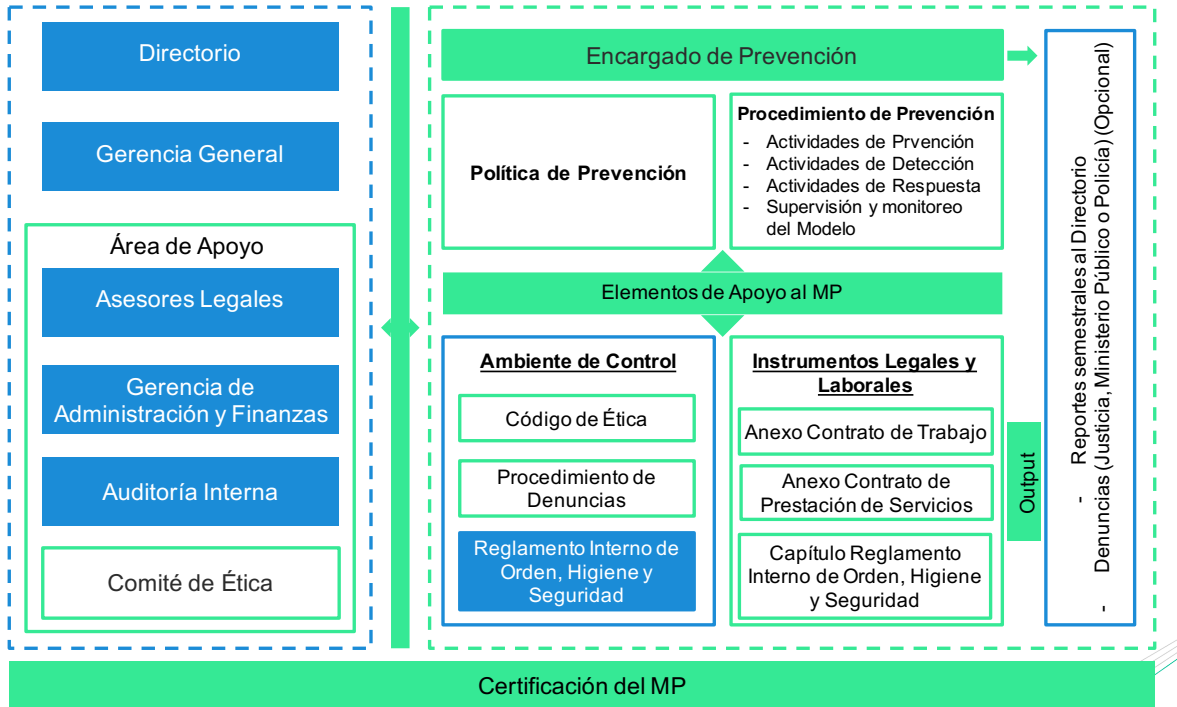 Directorio
Gerencia General
Área de Apoyo
Asesores Legales
Gerencia de
Administración y Finanzas
Auditoría Interna
Comité de Ética
Encargado de Prevención
Política de Prevención
Procedimiento de Prevención
- Actividades de Prvención
- Actividades de Detección
- Actividades de Respuesta
- Supervisión y monitoreo
del Modelo
Elementos de Apoyo al MP
Ambiente de Control
Código de Ética
Procedimiento de
Denuncias
Reglamento Interno de
Orden, Higiene y
Seguridad
Instrumentos Legales y
Laborales
Anexo Contrato de Trabajo
Anexo Contrato de
Prestación de Servicios
Capítulo Reglamento
Interno de Orden, Higiene
y Seguridad
Output
- Reportes semestrales al Directorio
- Denuncias (Justicia, Ministerio Público o Policía) (Opcional)
Certificación del MP